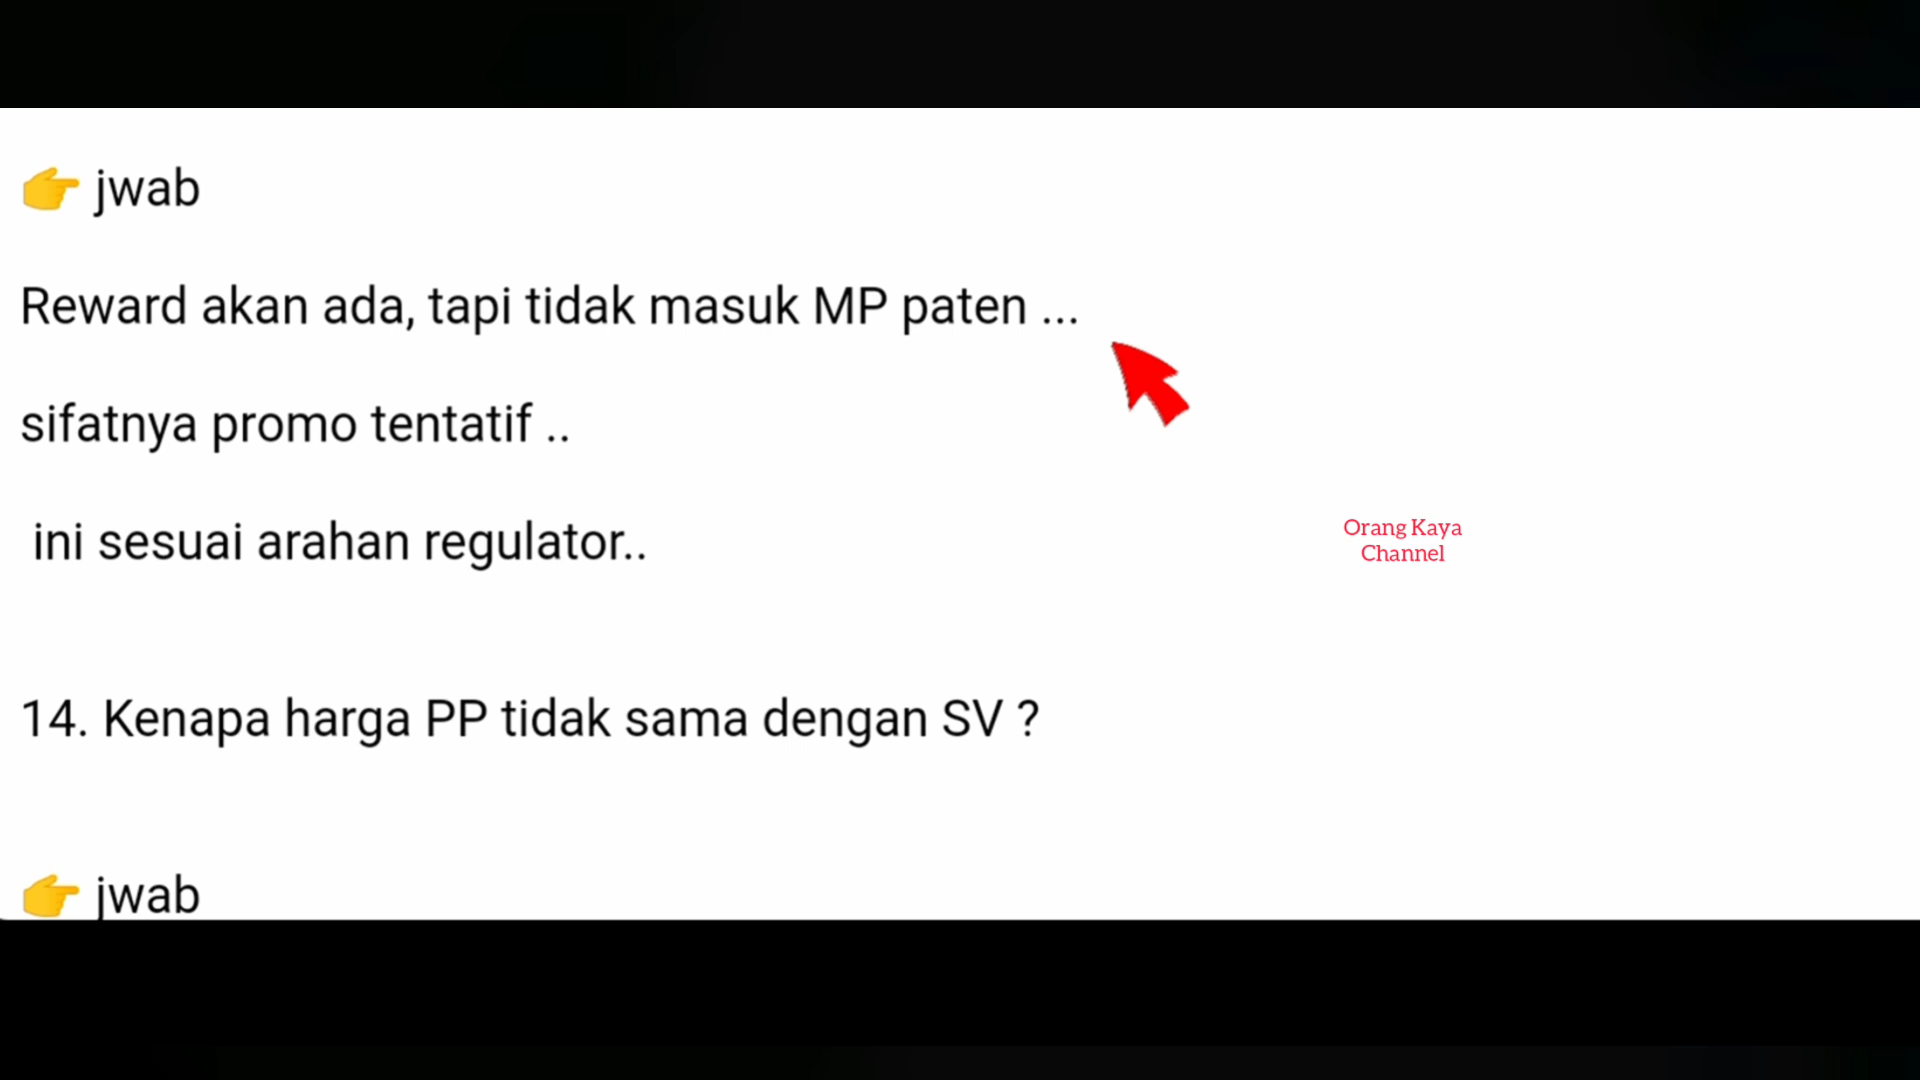 👉 jwab
Reward akan ada, tapi tidak masuk MP paten ...
sifatnya promo tentatif ..
ini sesuai arahan regulator..
Orang Kaya
Channel
14. Kenapa harga PP tidak sama dengan SV ?
👉 jwab